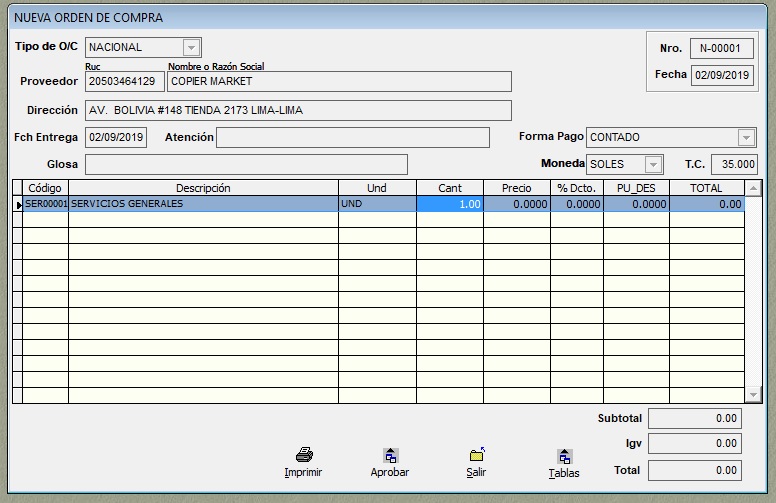 NUEVA ORDEN DE COMPRA
Tipo de O/C NACIONAL Nro. N-00001
Ruc Nombre o Razón Social
Fecha 02/09/2019
Proveedor 20503464129 COPIER MARKET
Dirección AV. BOLIVIA #148 TIENDA 2173 LIMA-LIMA
Fch Entrega 02/09/2019 Atención Forma Pago CONTADO
Glosa Moneda SOLES T.C. 35.000
Código Descripción Und Cant Precio % Dcto. PU_DES TOTAL
SER00001 SERVICIOS GENERALES UND 1.00 0.0000 0.0000 0.0000 0.00
Subtotal 0.00
Igv 0.00
Total 0.00
Imprimir Aprobar Salir Tablas